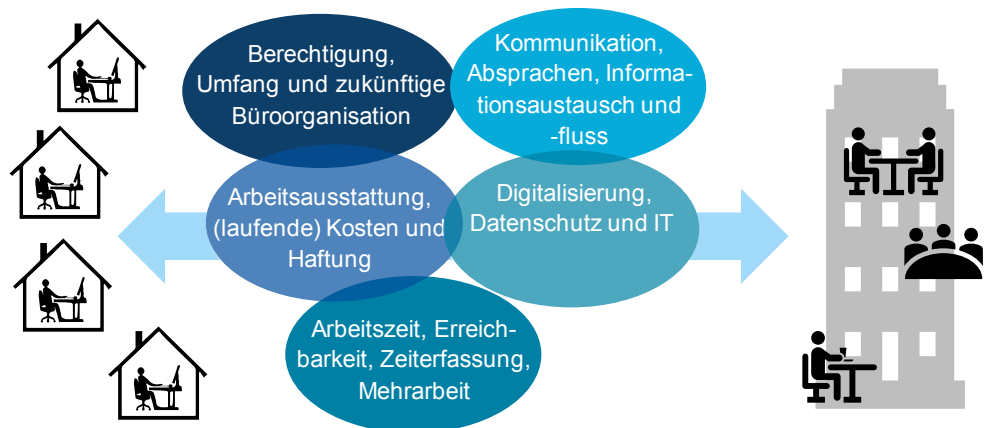 Berechtigung,
Umfang und zukünftige
Büroorganisation
Kommunikation,
Absprachen, Informa-
tionsaustausch und
-fluss
Arbeitsausstattung,
(laufende) Kosten und
Haftung
Digitalisierung,
Datenschutz und IT
Arbeitszeit, Erreich-
barkeit, Zeiterfassung,
Mehrarbeit